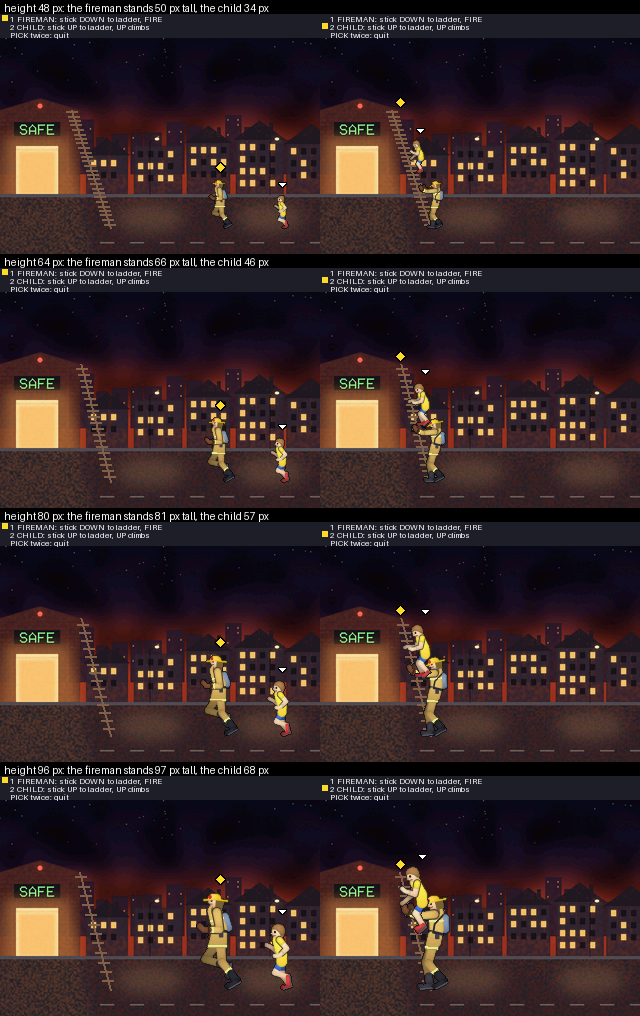 height 48 px: the fireman stands 50 px tall, the child 34 px
1 FIREMAN: stick DOWN to ladder, FIRE
2 CHILD: stick UP to ladder, UP climbs
PICK twice: quit
1 FIREMAN: stick DOWN to ladder, FIRE
2 CHILD: stick UP to ladder, UP climbs
PICK twice: quit
SAFE
SAFE
height 64 px: the fireman stands 66 px tall, the child 46 px
1 FIREMAN: stick DOWN to ladder, FIRE
2 CHILD: stick UP to ladder, UP climbs
PICK twice: quit
1 FIREMAN: stick DOWN to ladder, FIRE
2 CHILD: stick UP to ladder, UP climbs
PICK twice: quit
SAFE
SAFE
height 80 px: the fireman stands 81 px tall, the child 57 px
1 FIREMAN: stick DOWN to ladder, FIRE
2 CHILD: stick UP to ladder, UP climbs
PICK twice: quit
1 FIREMAN: stick DOWN to ladder, FIRE
2 CHILD: stick UP to ladder, UP climbs
PICK twice: quit
SAFE
SAFE
height 96 px: the fireman stands 97 px tall, the child 68 px
1 FIREMAN: stick DOWN to ladder, FIRE
2 CHILD: stick UP to ladder, UP climbs
PICK twice: quit
1 FIREMAN: stick DOWN to ladder, FIRE
2 CHILD: stick UP to ladder, UP climbs
PICK twice: quit
SAFE
SAFE